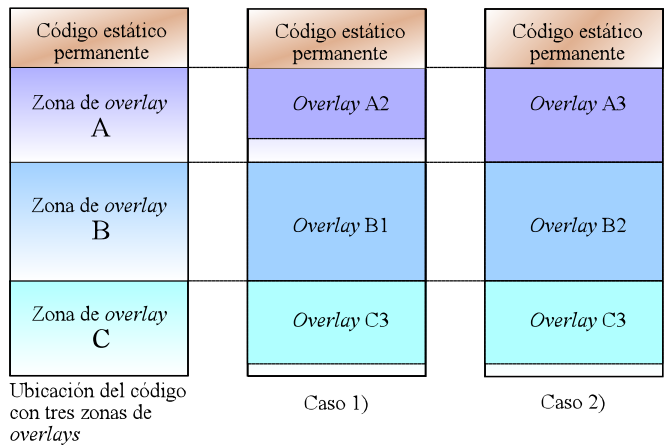 Código estático
permanente
Zona de overlay
A
Zona de overlay
B
Zona de overlay
C
Ubicación del código
con tres zonas de
overlays
Código estático
permanente
Overlay A2
Overlay B1
Overlay C3
Caso 1)
Código estático
permanente
Overlay A3
Overlay B2
Overlay C3
Caso 2)